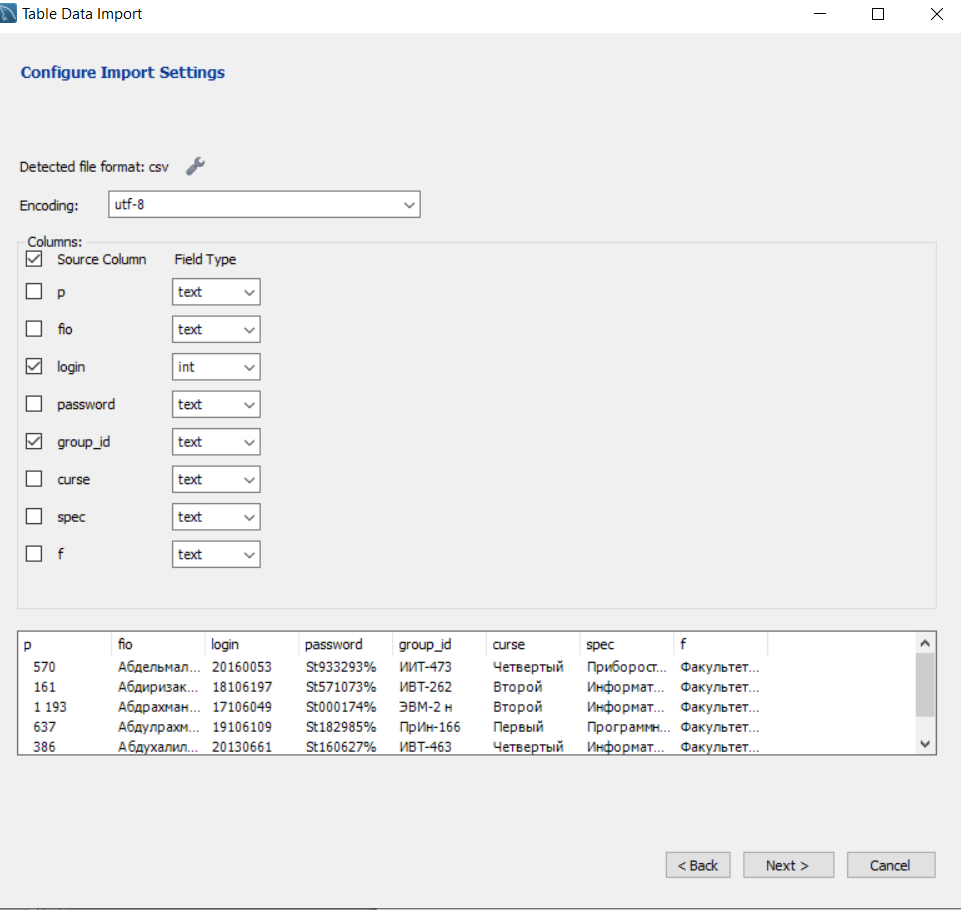 Table Data Import
Configure Import Settings
Detected file format: csv
Encoding: utf-8
Columns:
Source Column Field Type
p text
fio text
login int
password text
group_id text
curse text
spec text
f text
p fio login password group_id curse spec f
570 Абдельмал... 20160053 St933293% ИИТ-473 Четвертый Приборост... Факультет...
161 Абдиризак... 18106197 St571073% ИВТ-262 Второй Информат... Факультет...
1 193 Абдрахман... 17106049 St000174% ЭВМ-2 н Второй Информат... Факультет...
637 Абдулрахм... 19106109 St182985% ПрИн-166 Первый Программн... Факультет...
386 Абдухалил... 20130661 St160627% ИВТ-463 Четвертый Информат... Факультет...
< Back Next > Cancel